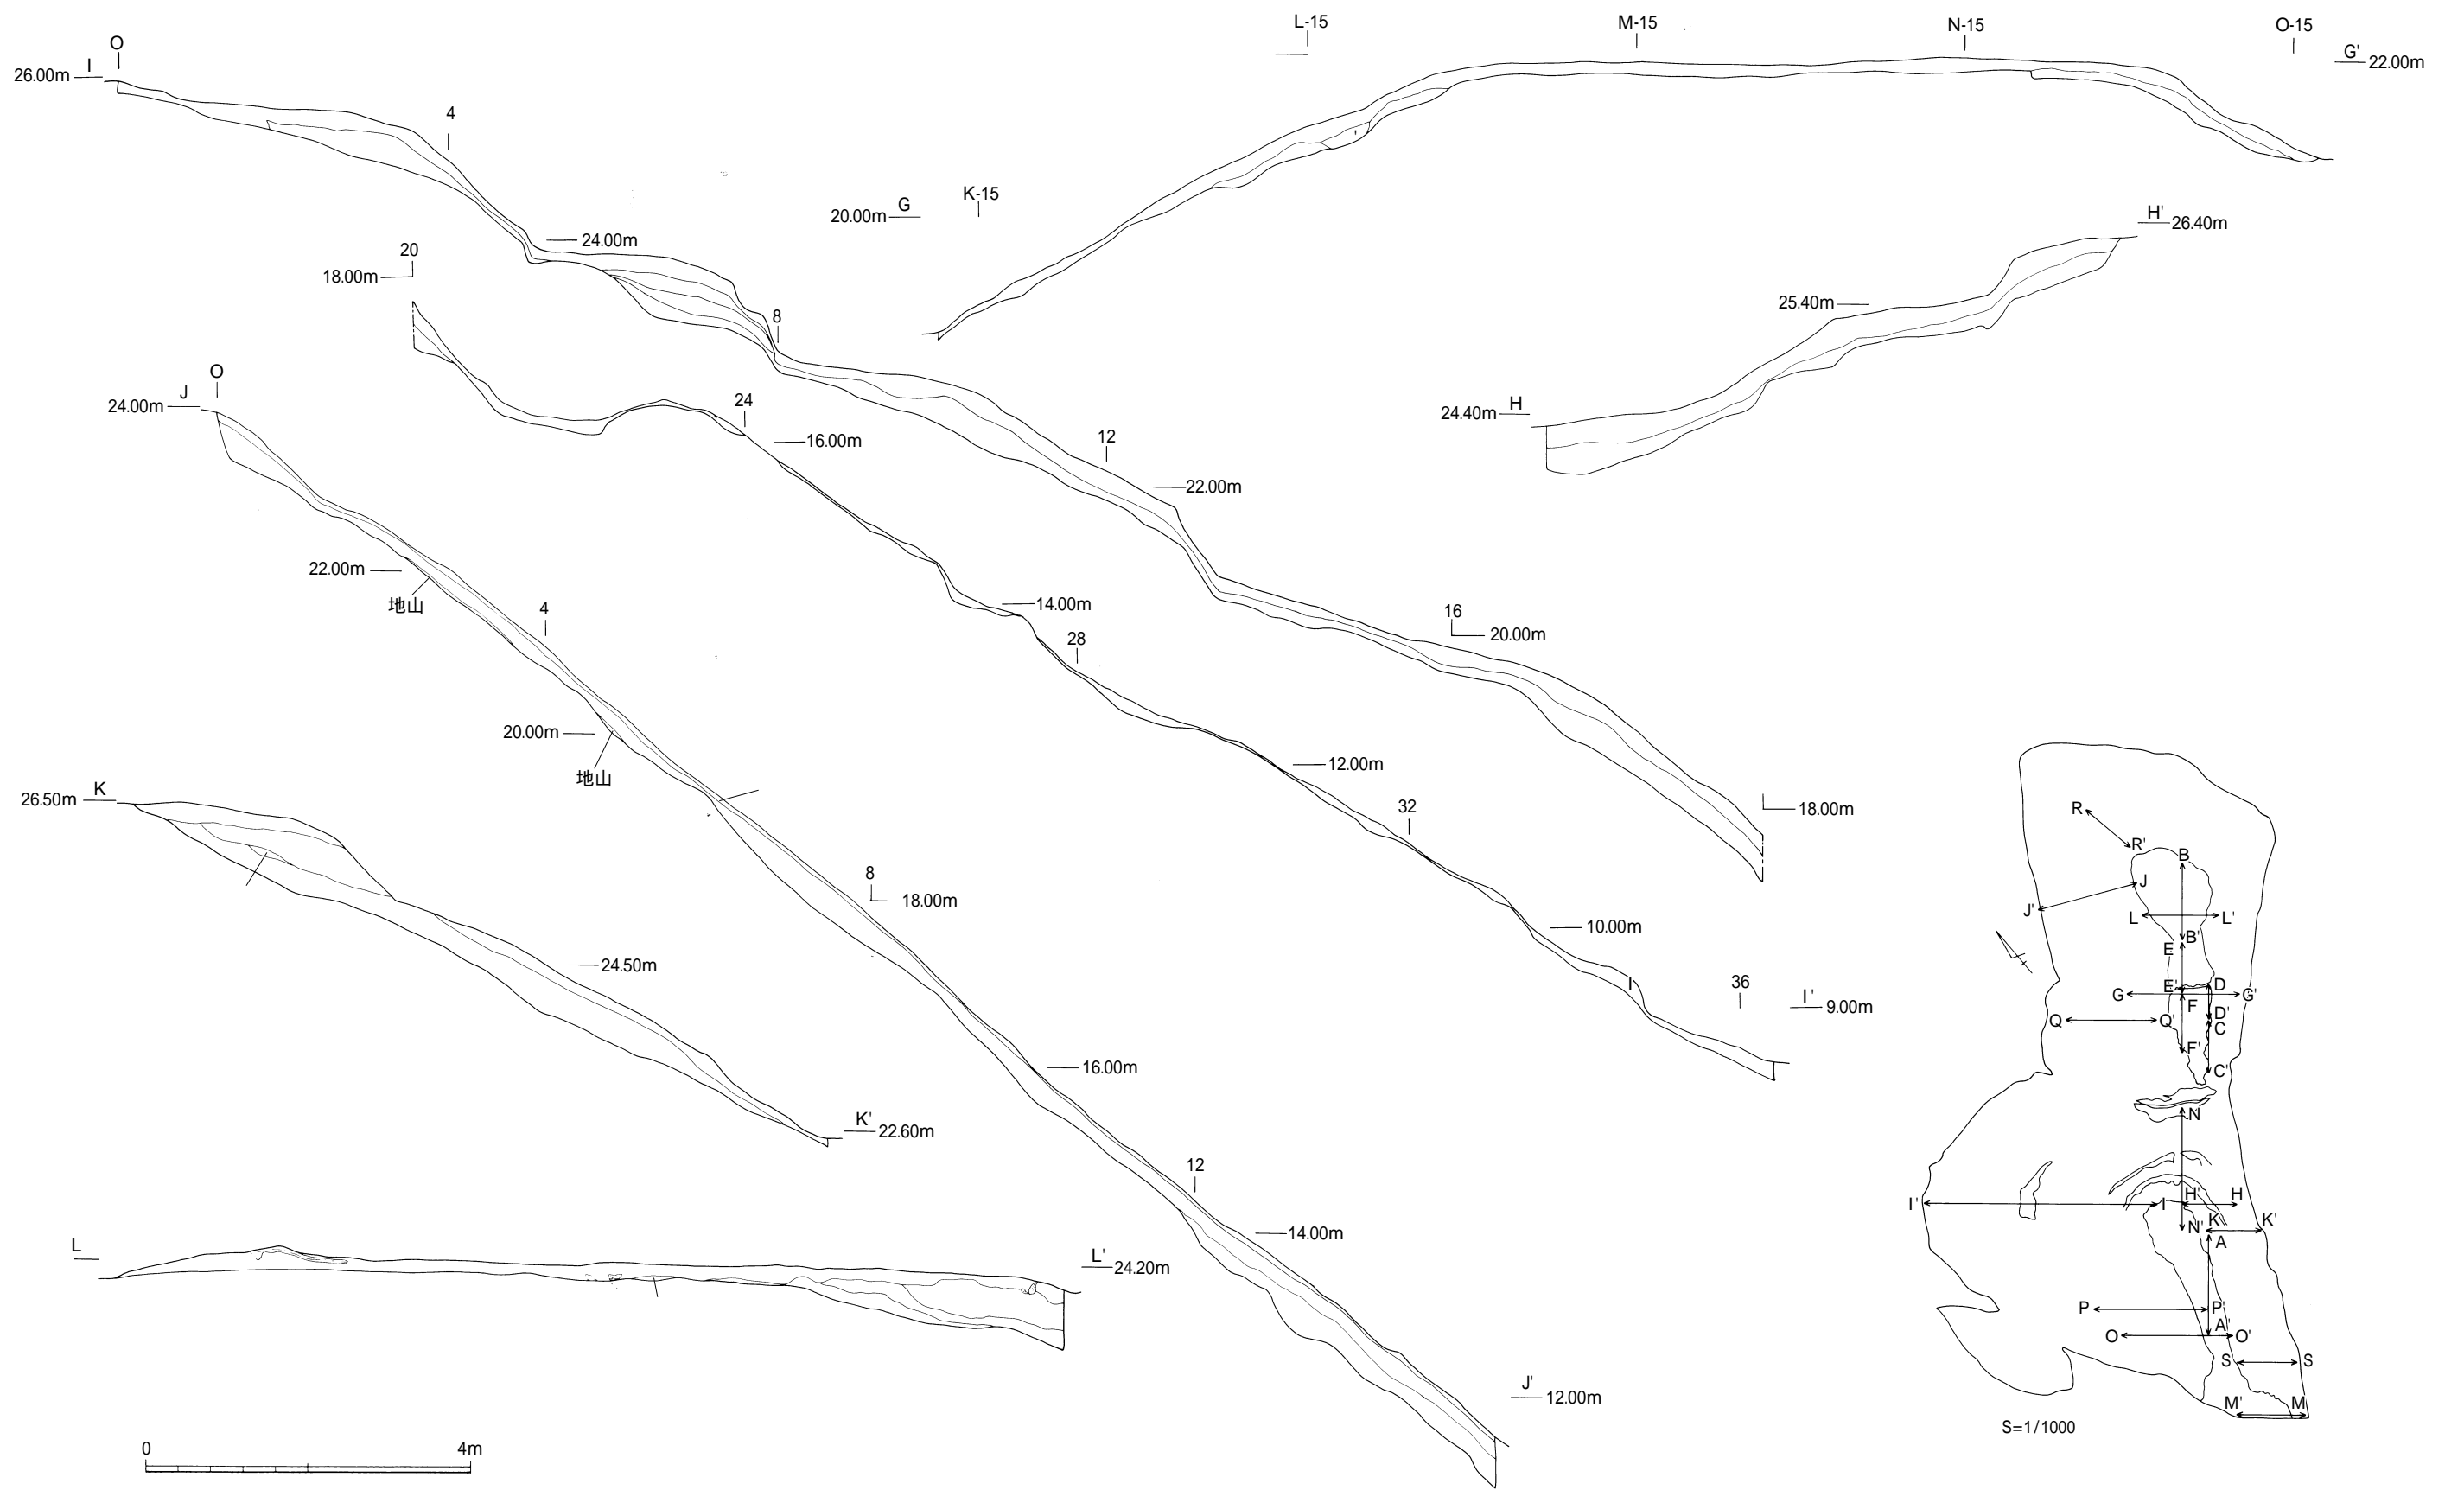 L-15
M-15
N-15
O-15
G'
22.00m
O
I
26.00m
4
24.00m
20.00m
G
K-15
H'
26.40m
20
18.00m
8
25.40m
O
J
24.00m
24
16.00m
24.40m
H
12
22.00m
22.00m
地山
4
14.00m
28
16
20.00m
20.00m
地山
12.00m
K
26.50m
32
18.00m
8
18.00m
24.50m
10.00m
I
36
I'
9.00m
16.00m
K'
22.60m
12
14.00m
L
L'
24.20m
J'
12.00m
0
4m
R
R'
B
J
J'
L
L'
B'
E
E'
D
G
F
G'
D'
Q
Q'
C
F'
C'
N
I'
I
H'
H
N'
K
K'
A
P
P'
A'
O
O'
S'
S
M'
M
S=1/1000